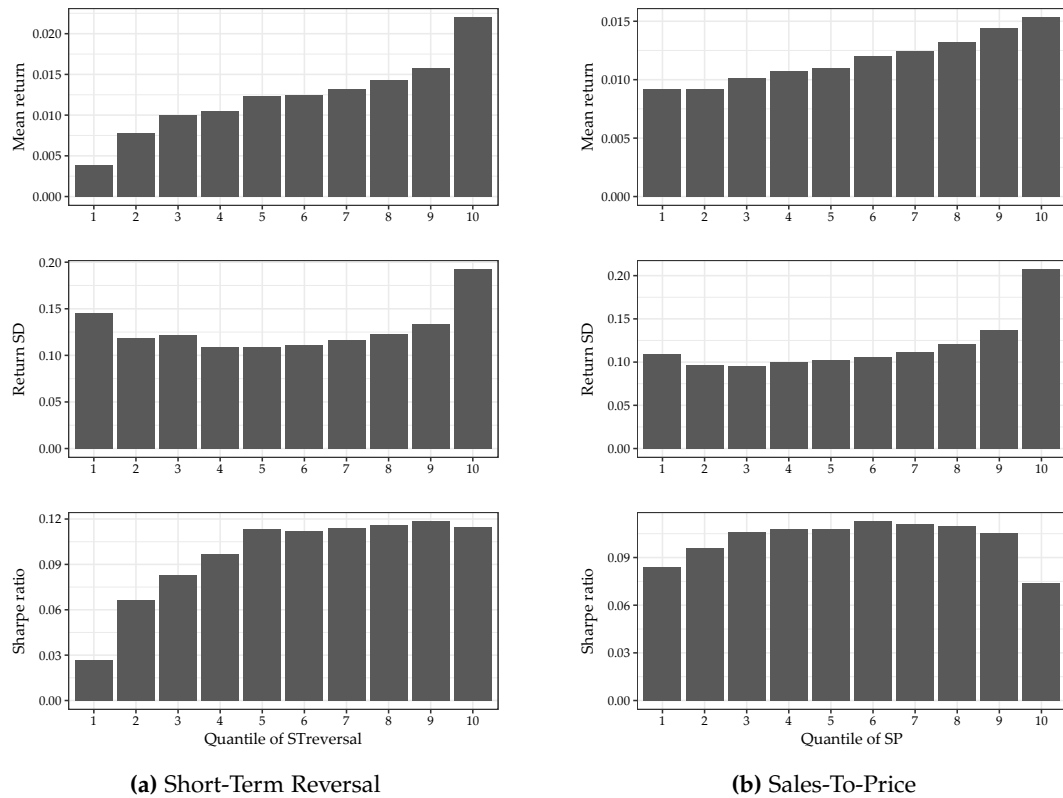 Mean return
0.020
0.015
0.010
0.005
0.000
1 2 3 4 5 6 7 8 9 10
Return SD
0.20
0.15
0.10
0.05
0.00
1 2 3 4 5 6 7 8 9 10
Sharpe ratio
0.12
0.09
0.06
0.03
0.00
1 2 3 4 5 6 7 8 9 10
Quantile of STreversal
(a) Short-Term Reversal
Mean return
0.015
0.010
0.005
0.000
1 2 3 4 5 6 7 8 9 10
Return SD
0.20
0.15
0.10
0.05
0.00
1 2 3 4 5 6 7 8 9 10
Sharpe ratio
0.09
0.06
0.03
0.00
1 2 3 4 5 6 7 8 9 10
Quantile of SP
(b) Sales-To-Price